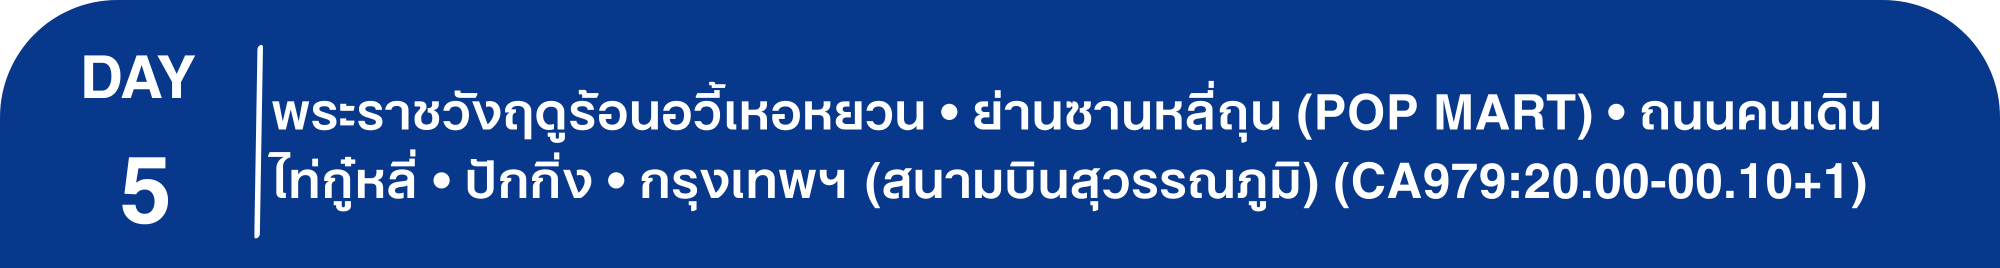 DAY
5
พระราชวังฤดูร้อนอวี้เหอหยวน • ย่านซานหลี่ถุน (POP MART) • ถนนคนเดิน
ไท่กู๋หลี่ • ปักกิ่ง • กรุงเทพฯ (สนามบินสุวรรณภูมิ) (CA979:20.00-00.10+1)